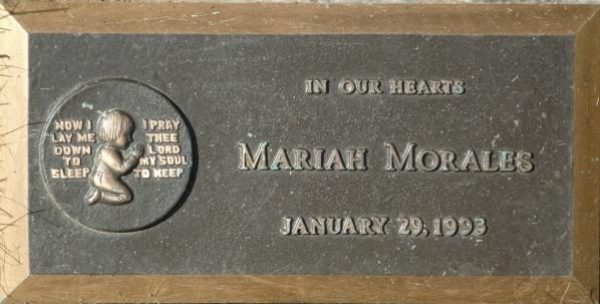 NOW I
LAY ME
DOWN
TO
SLEEP
I PRAY
THEE
LORD
MY SOUL
TO KEEP
IN OUR HEARTS
MARIAH MORALES
JANUARY 29, 1993